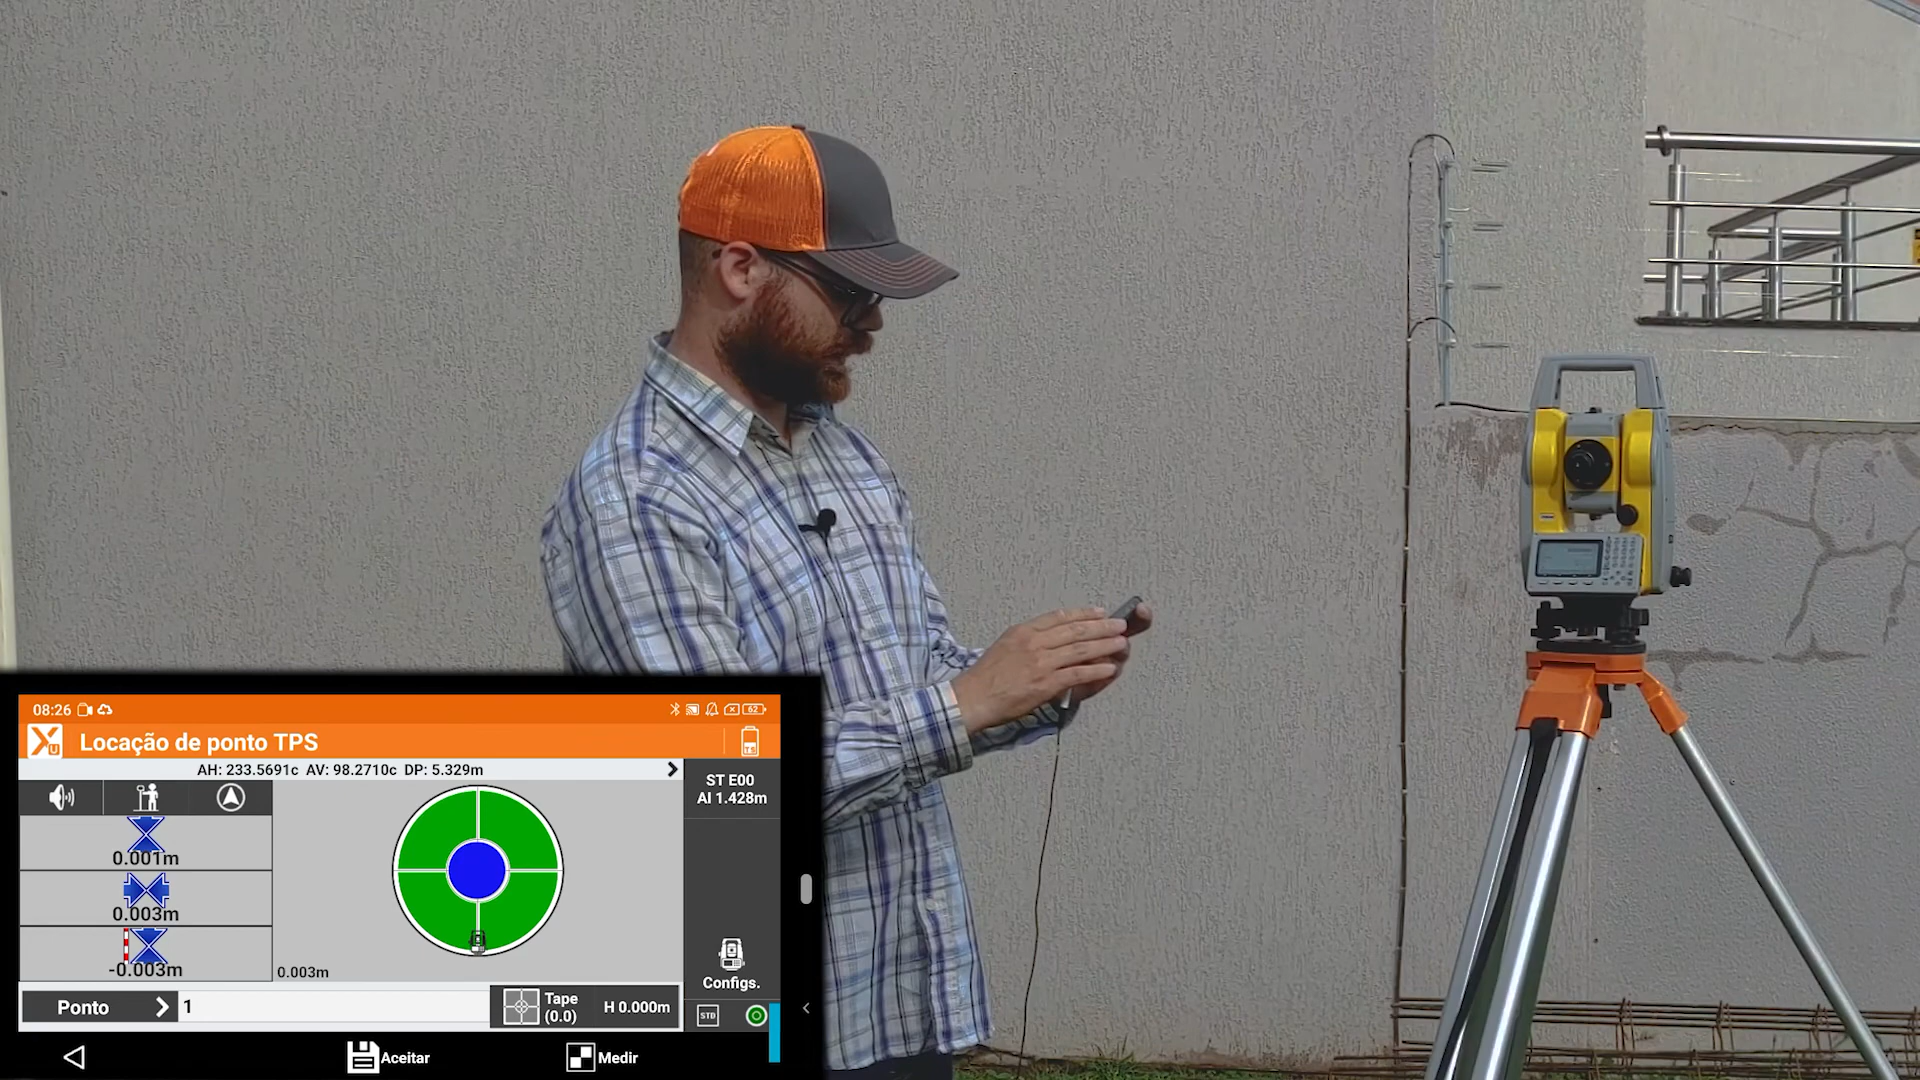 08:26
62
Locação de ponto TPS
AH: 233.5691c AV: 98.2710c DP: 5.329m
ST E00
AI 1.428m
0.001m
0.003m
-0.003m
0.003m
Configs.
Ponto
1
Tape
(0.0)
H 0.000m
STD
Aceitar
Medir